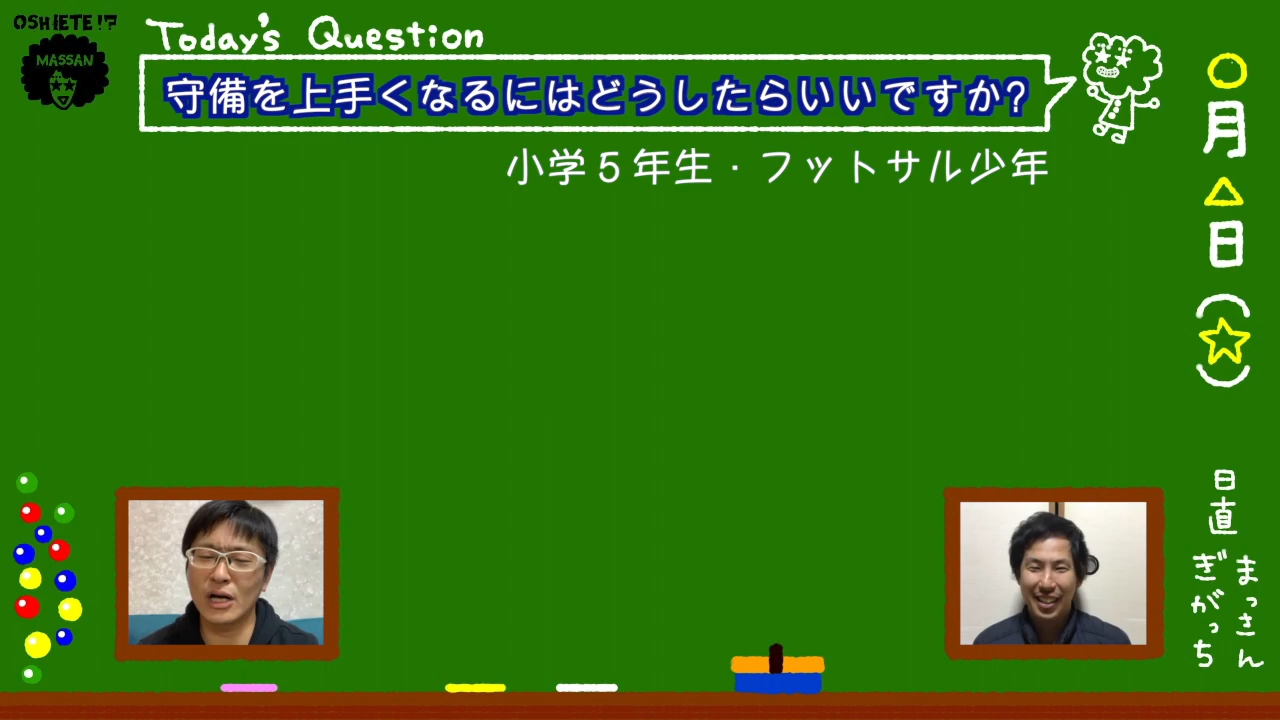 OSHIETE!?
MASSAN
Today's Question
守備を上手くなるにはどうしたらいいですか?
小学5年生・フットサル少年
○月△日(☆)
日直
まっさん
ぎがっち